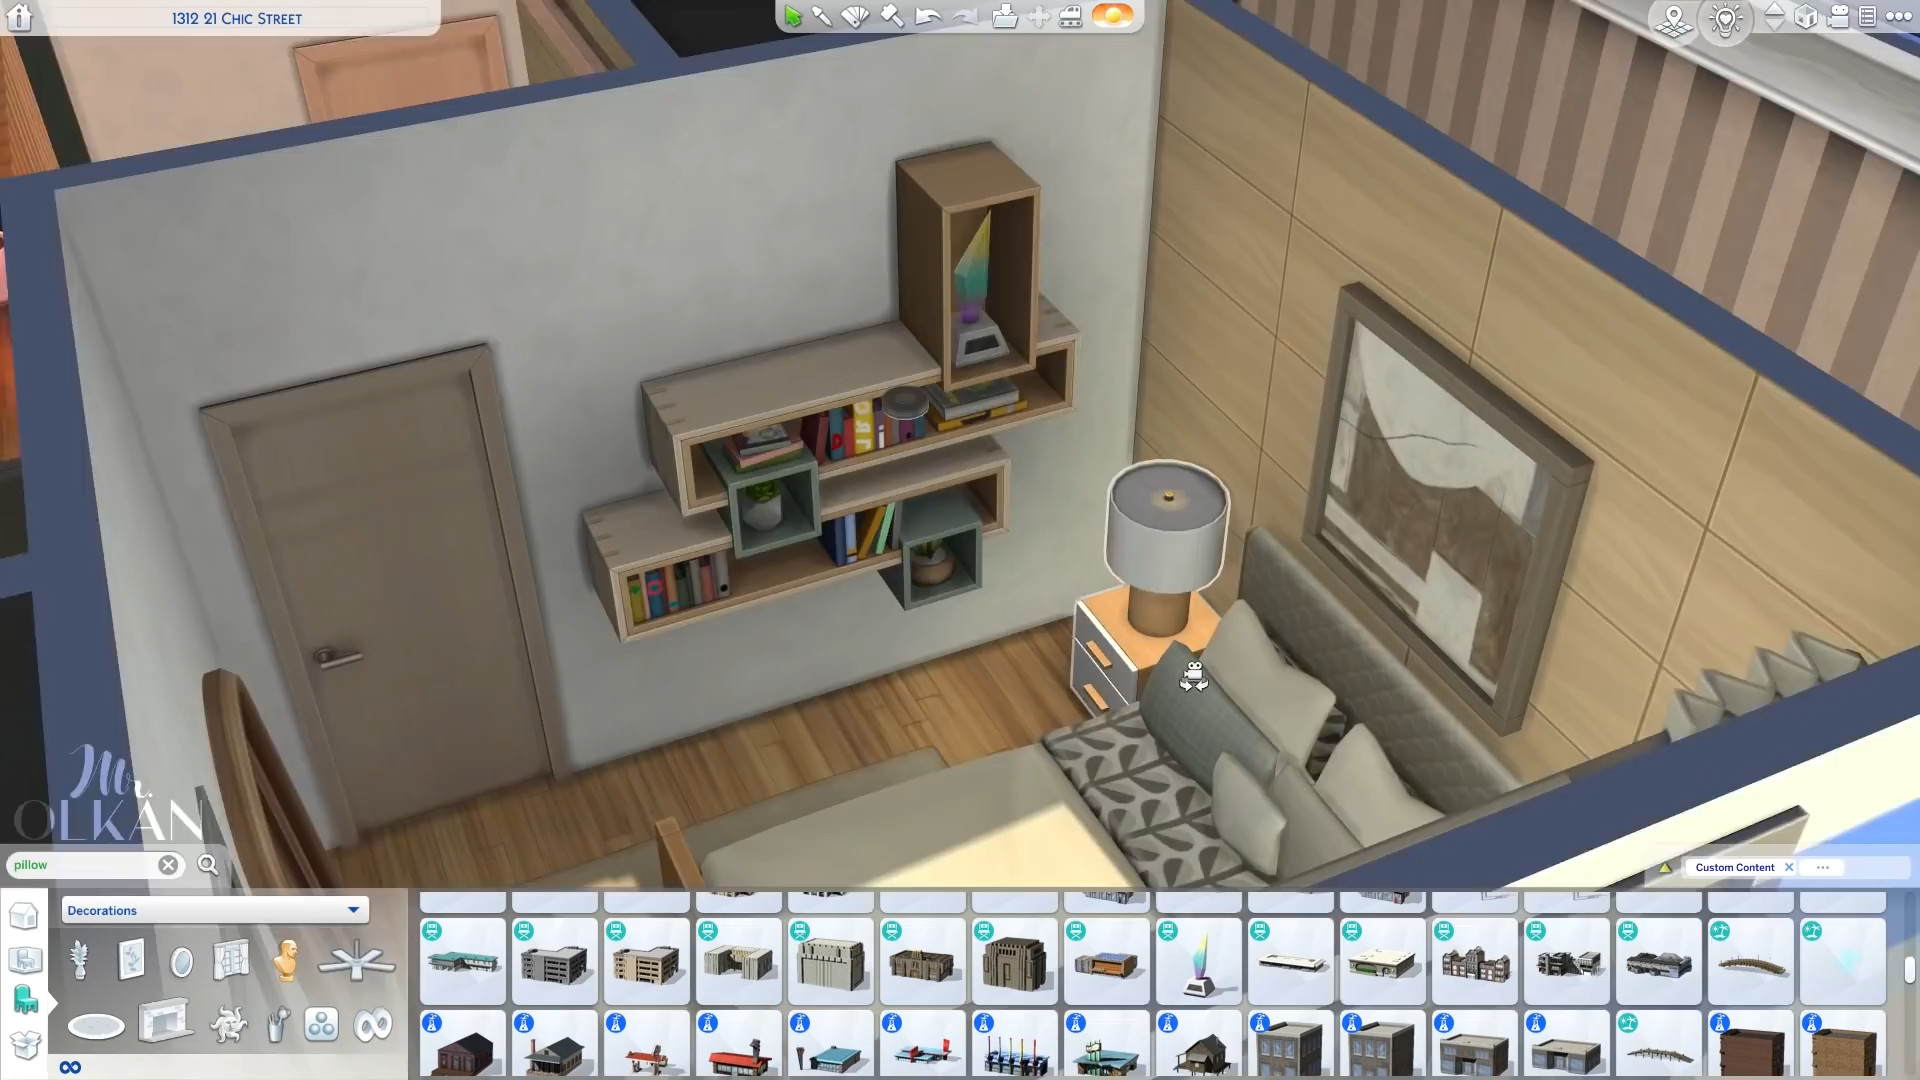 1312 21 Chic Street
Mr.
OLKAN
pillow
Custom Content
Decorations